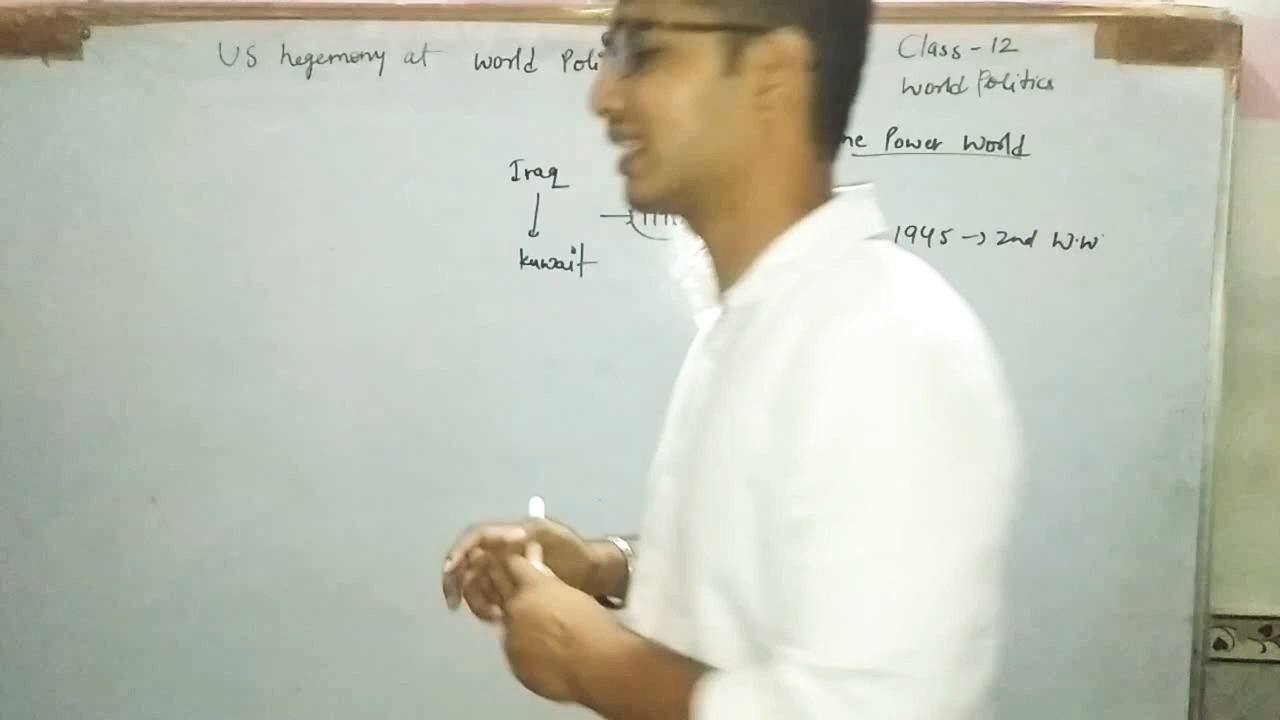 US hegemony at world Poli
Class - 12
World Politics
ne Power World
Iraq
↓
Kuwait
1945 → 2nd W.W